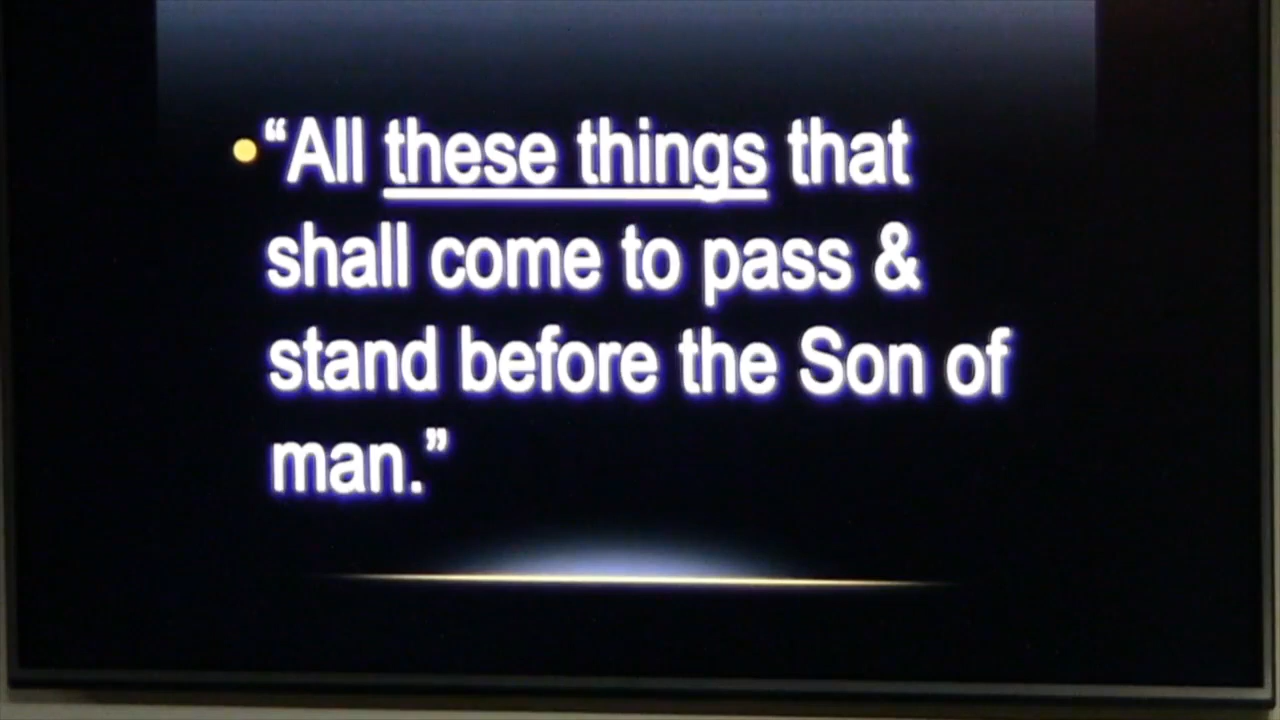 • “All these things that
shall come to pass &
stand before the Son of
man.”